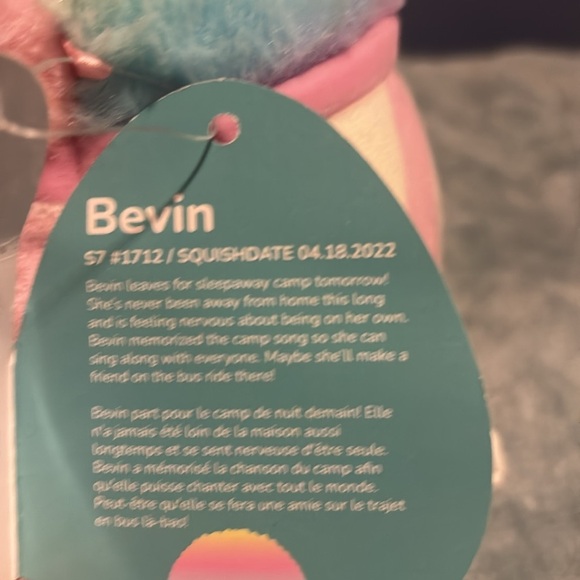 Bevin
S7 #1712 / SQUISHDATE 04.18.2022
Bevin leaves for sleepaway camp tomorrow!
She's never been away from home this long
and is feeling nervous about being on her own.
Bevin memorized the camp song so she can
sing along with everyone. Maybe she'll make a
friend on the bus ride there!
Bevin part pour le camp de nuit demain! Elle
n'a jamais été loin de la maison aussi
longtemps et se sent nerveuse d'être seule.
Bevin a mémorisé la chanson du camp afin
qu'elle puisse chanter avec tout le monde.
Peut-être qu'elle se fera une amie sur le trajet
en bus là-bas!